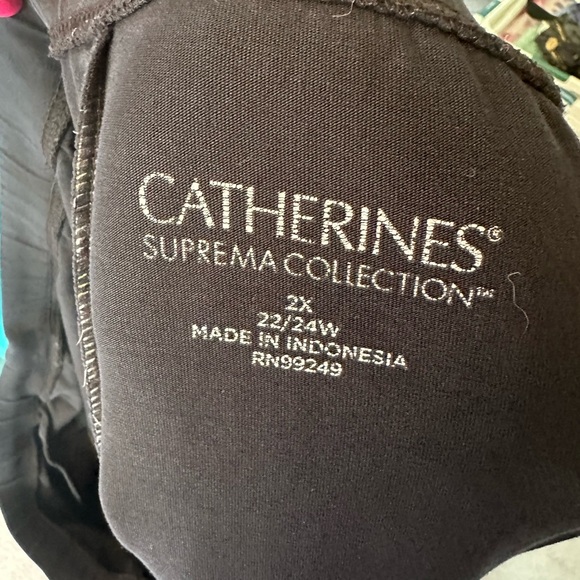 CATHERINES®
SUPREMA COLLECTION™
2X
22/24W
MADE IN INDONESIA
RN99249